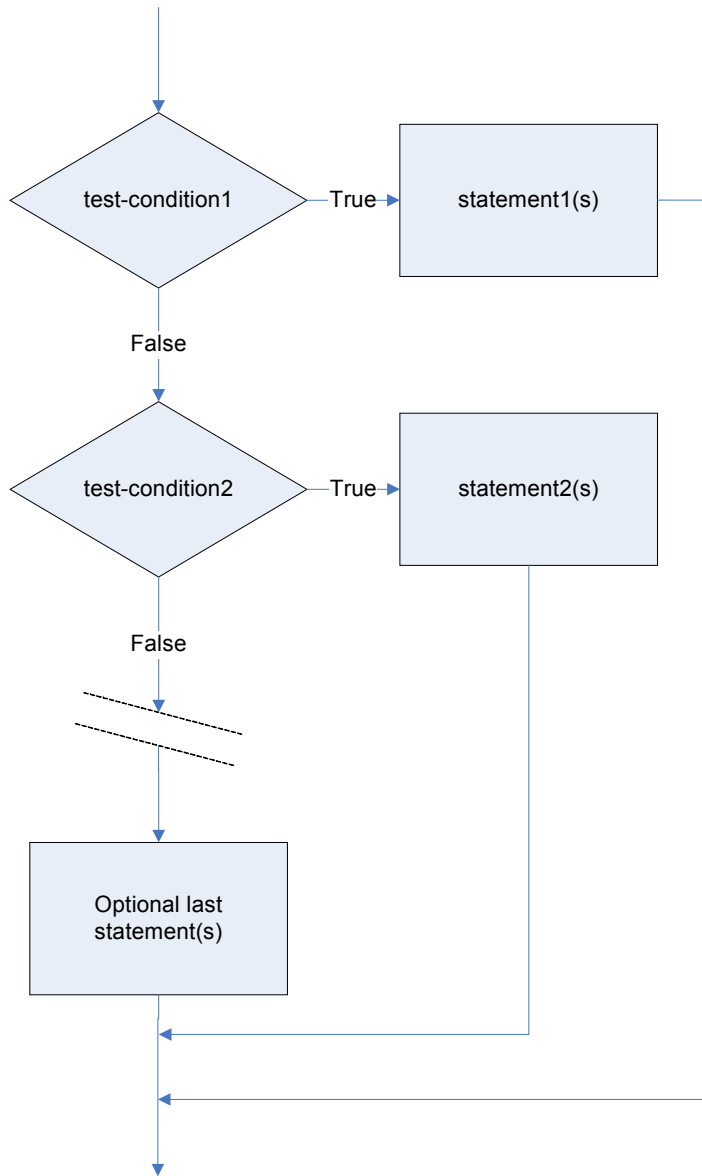 test-condition1
True
statement1(s)
False
test-condition2
True
statement2(s)
False
Optional last
statement(s)